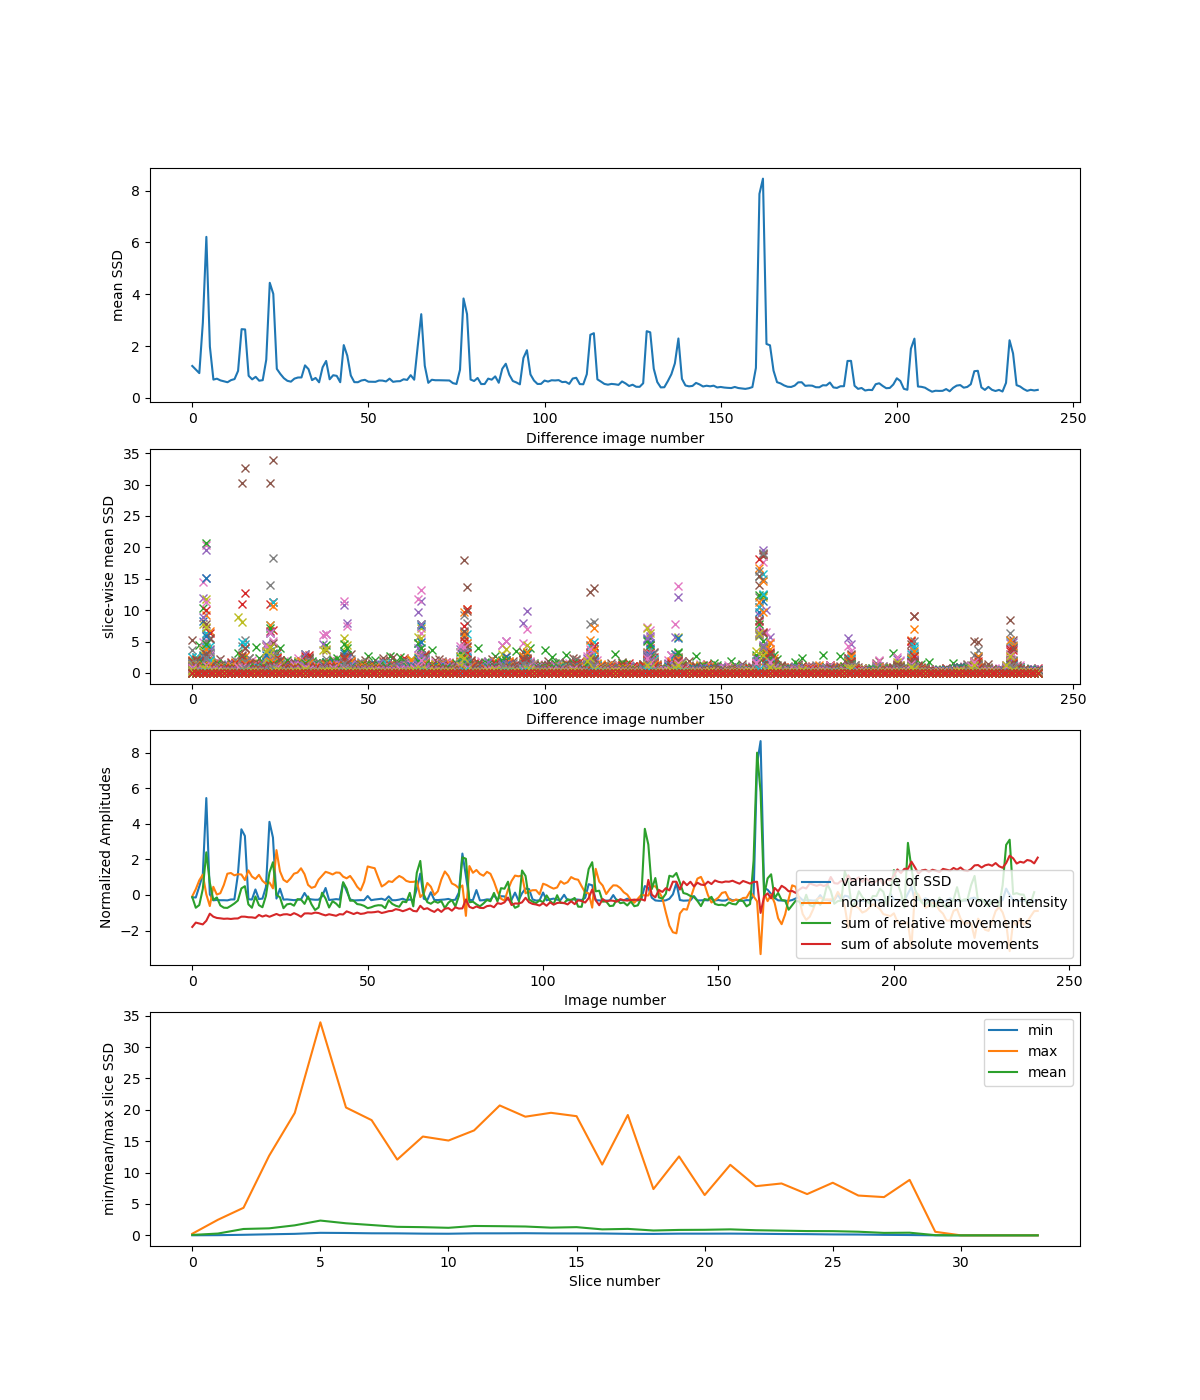 8
6
4
2
0
mean SSD
0 50 100 150 200 250
Difference image number
35
30
25
20
15
10
5
0
slice-wise mean SSD
0 50 100 150 200 250
Difference image number
8
6
4
2
0
−2
Normalized Amplitudes
variance of SSD
normalized mean voxel intensity
sum of relative movements
sum of absolute movements
0 50 100 150 200 250
Image number
35
30
25
20
15
10
5
0
min/mean/max slice SSD
min
max
mean
0 5 10 15 20 25 30
Slice number